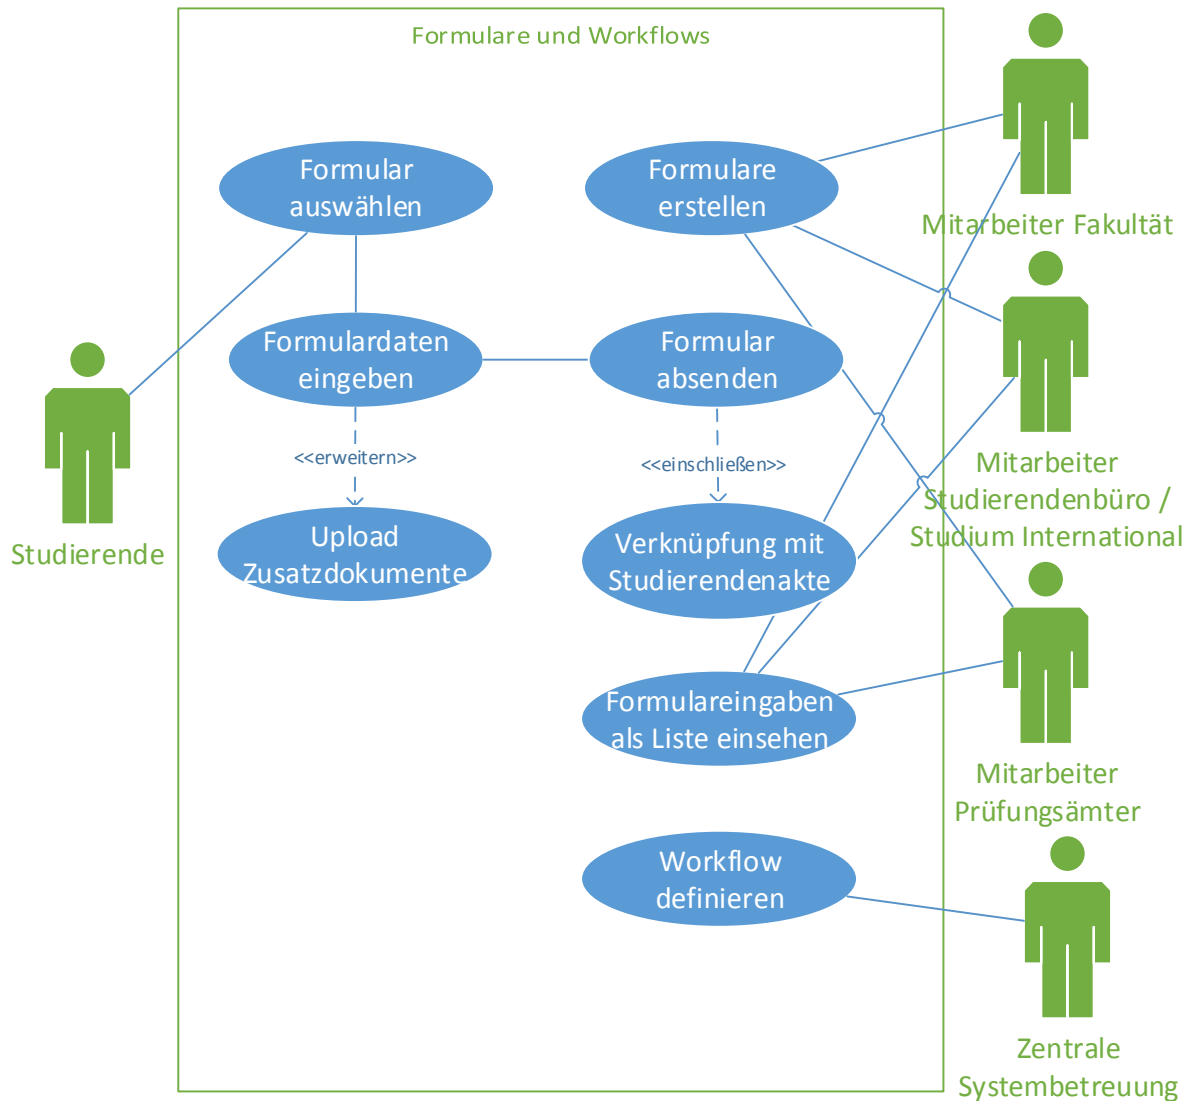 Formulare und Workflows
Formular
auswählen
Formulare
erstellen
Mitarbeiter Fakultät
Formulardaten
eingeben
Formular
absenden
<<erweitern>>
<<einschließen>>
Mitarbeiter
Studierendenbüro /
Studium International
Studierende
Upload
Zusatzdokumente
Verknüpfung mit
Studierendenakte
Formulareingaben
als Liste einsehen
Mitarbeiter
Prüfungsämter
Workflow
definieren
Zentrale
Systembetreuung